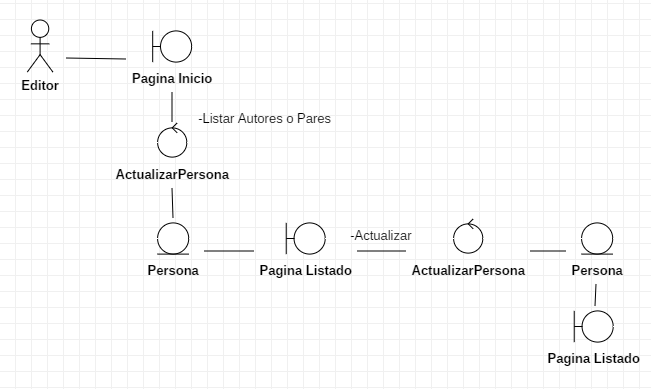 Editor
Pagina Inicio
-Listar Autores o Pares
ActualizarPersona
Persona
Pagina Listado
-Actualizar
ActualizarPersona
Persona
Pagina Listado